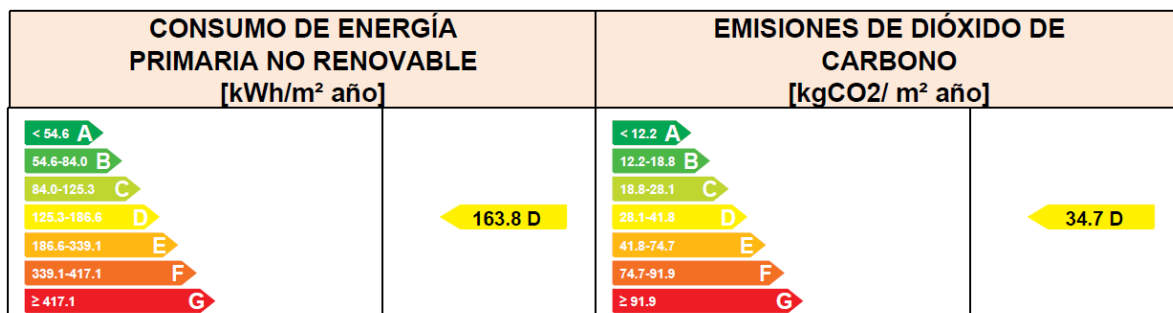 CONSUMO DE ENERGÍA
PRIMARIA NO RENOVABLE
[kWh/m² año]
< 54.6 A
54.6-84.0 B
84.0-125.3 C
125.3-186.6 D
186.6-339.1 E
339.1-417.1 F
≥ 417.1 G
163.8 D
EMISIONES DE DIÓXIDO DE
CARBONO
[kgCO2/ m² año]
< 12.2 A
12.2-18.8 B
18.8-28.1 C
28.1-41.8 D
41.8-74.7 E
74.7-91.9 F
≥ 91.9 G
34.7 D